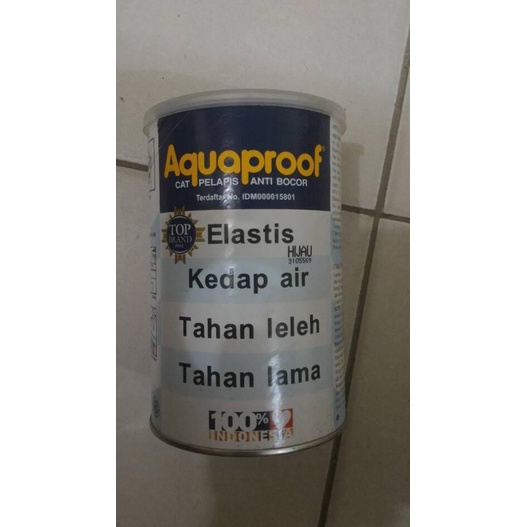 Aquaproof
CAT PELAPIS ANTI BOCOR
Terdaftar No. IDM000015801
TOP
BRAND
Elastis
HIJAU
3105569
Kedap air
Tahan leleh
Tahan lama
100%
INDONESIA